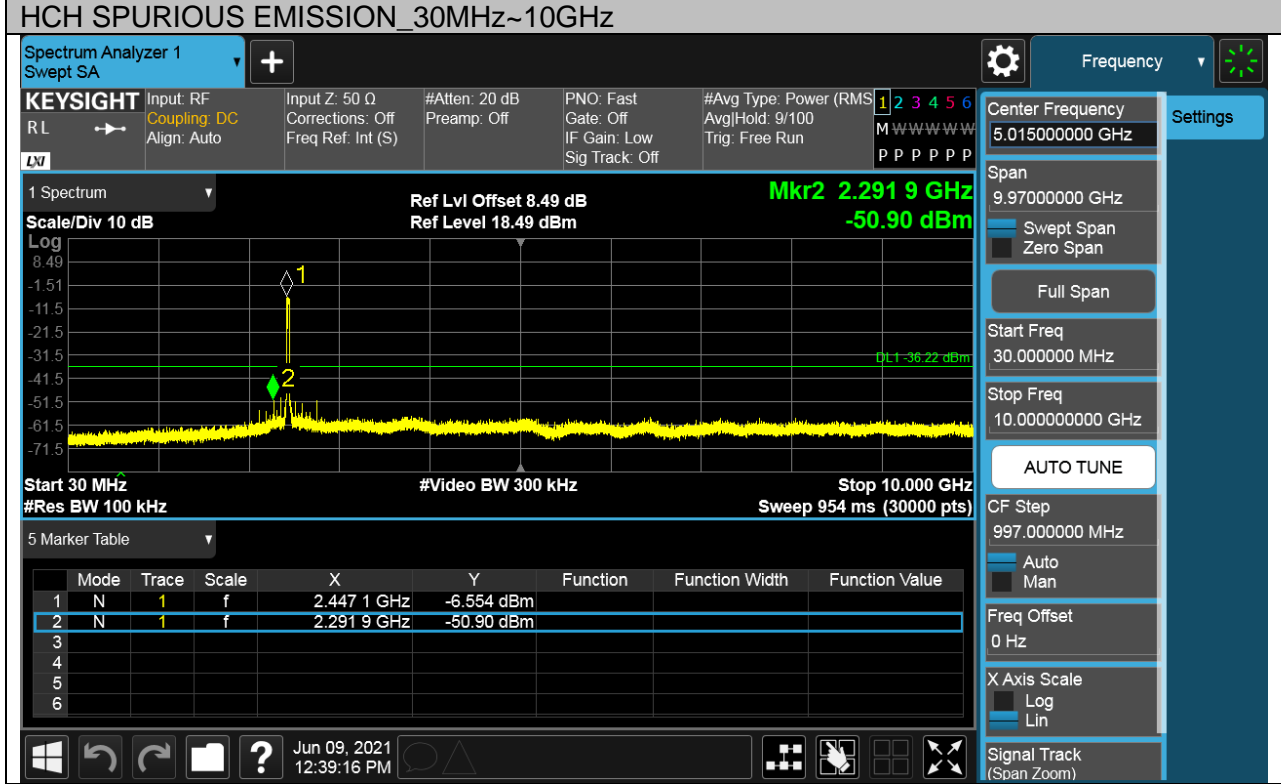 HCH SPURIOUS EMISSION_30MHz~10GHz
Spectrum Analyzer 1
Swept SA
+
Frequency
KEYSIGHT Input: RF Input Z: 50 Ω #Atten: 20 dB PNO: Fast #Avg Type: Power (RMS 1 2 3 4 5 6
RL Coupling: DC Corrections: Off Preamp: Off Gate: Off Avg|Hold: 9/100 M W W W W W
Align: Auto Freq Ref: Int (S) IF Gain: Low Trig: Free Run
LXI Sig Track: Off P P P P P P
1 Spectrum Ref Lvl Offset 8.49 dB Mkr2 2.291 9 GHz
Scale/Div 10 dB Ref Level 18.49 dBm -50.90 dBm
Log
8.49
-1.51
-11.5
-21.5
-31.5
-41.5
-51.5
-61.5
-71.5
1
2
DL1 -36.22 dBm
Start 30 MHz #Video BW 300 kHz Stop 10.000 GHz
#Res BW 100 kHz Sweep 954 ms (30000 pts)
5 Marker Table
Mode Trace Scale X Y Function Function Width Function Value
1 N 1 f 2.447 1 GHz -6.554 dBm
2 N 1 f 2.291 9 GHz -50.90 dBm
3
4
5
6
?
Jun 09, 2021
12:39:16 PM
Center Frequency
5.015000000 GHz
Settings
Span
9.97000000 GHz
Swept Span
Zero Span
Full Span
Start Freq
30.000000 MHz
Stop Freq
10.000000000 GHz
AUTO TUNE
CF Step
997.000000 MHz
Auto
Man
Freq Offset
0 Hz
X Axis Scale
Log
Lin
Signal Track
(Span Zoom)